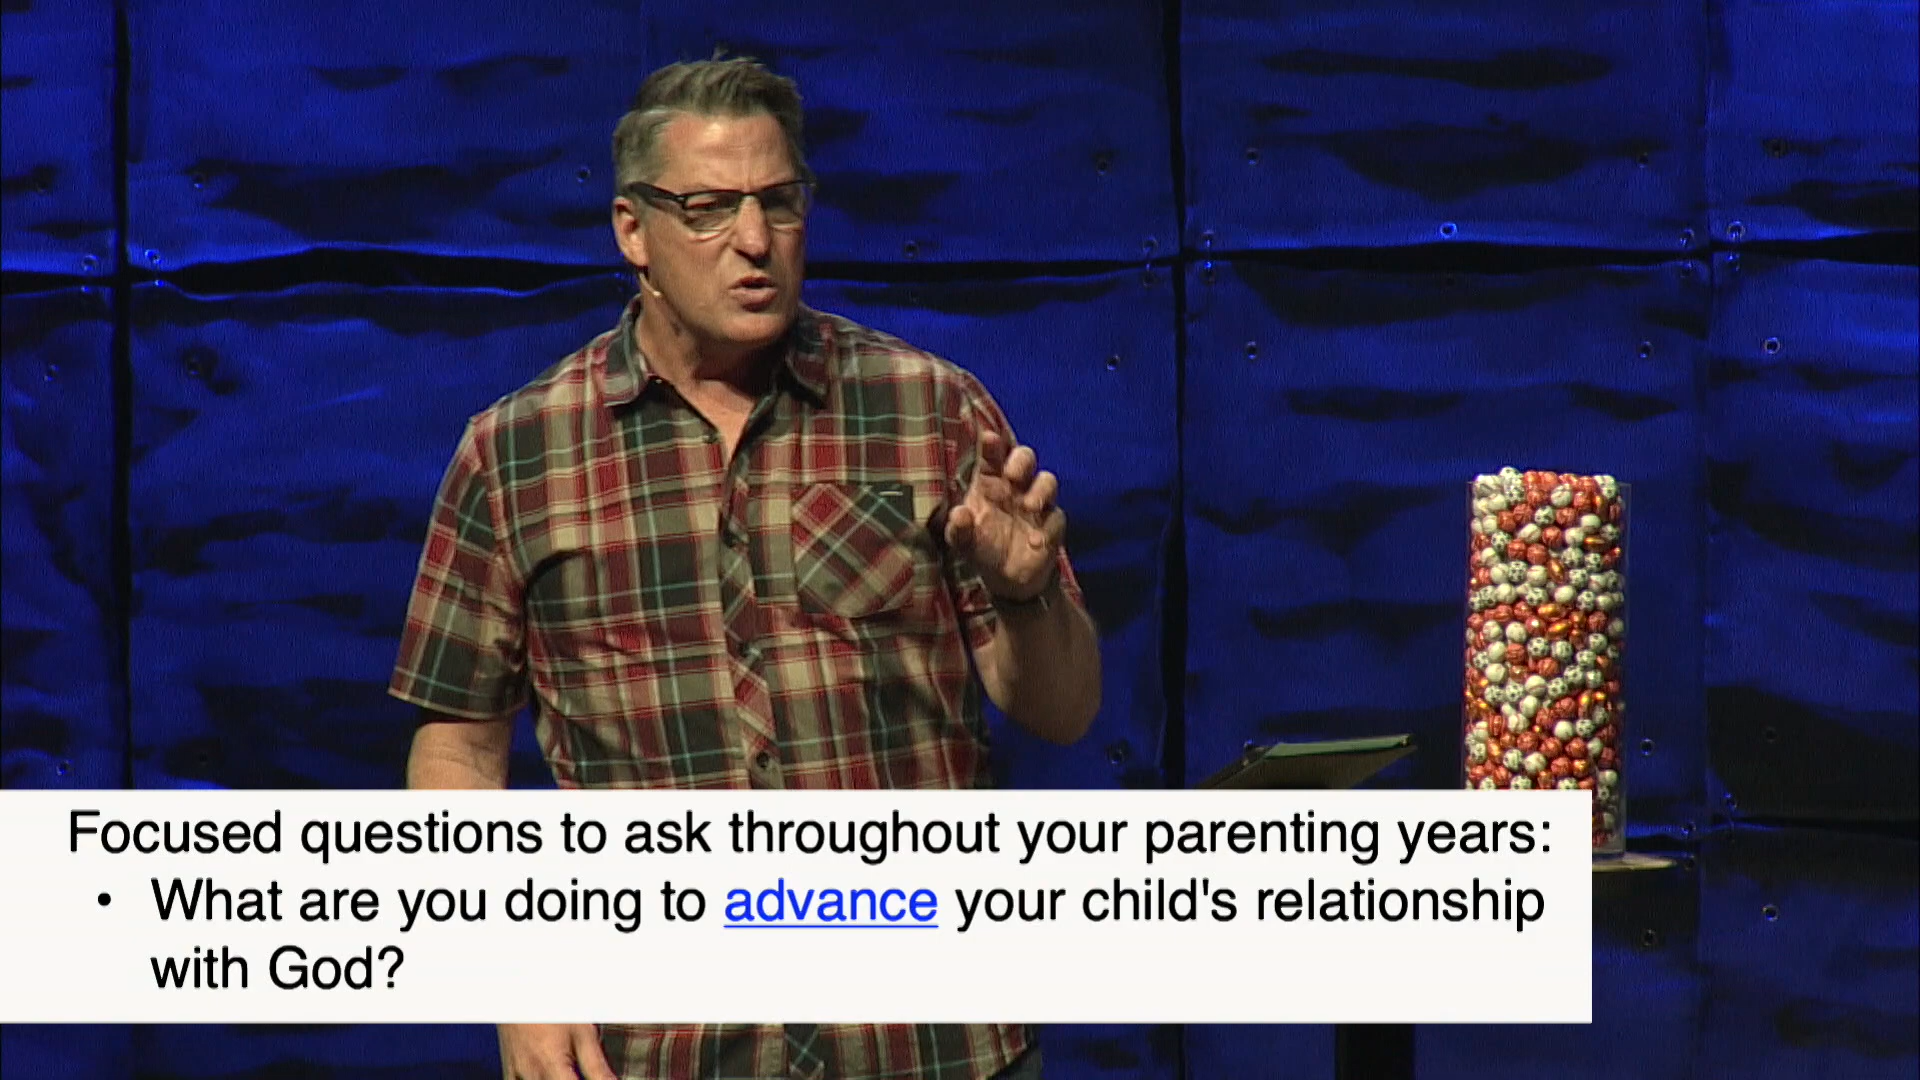 Focused questions to ask throughout your parenting years:
• What are you doing to advance your child's relationship
with God?